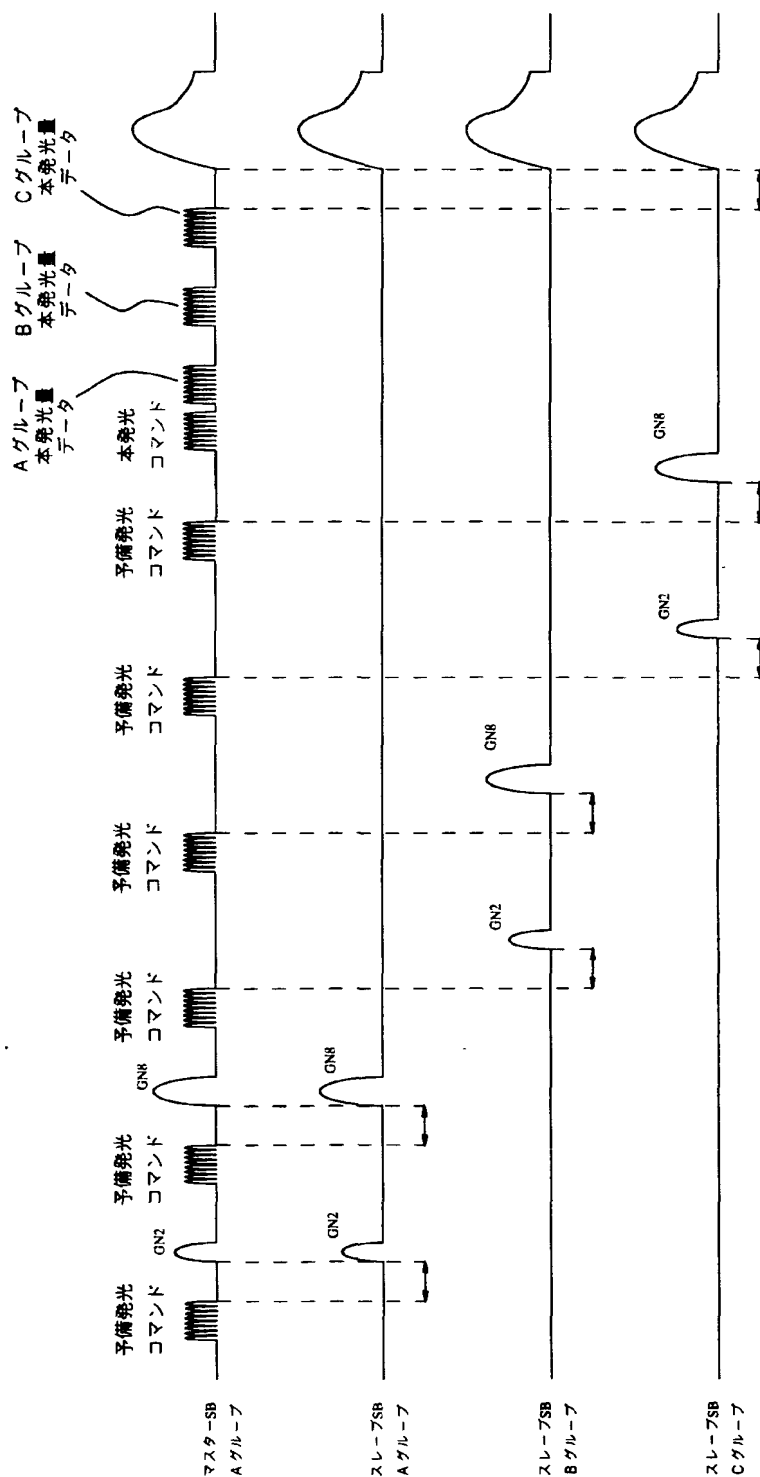 Aグループ
本発光量
データ
Bグループ
本発光量
データ
Cグループ
本発光量
データ
予備発光
コマンド
予備発光
コマンド
予備発光
コマンド
予備発光
コマンド
予備発光
コマンド
予備発光
コマンド
本発光
コマンド
マスターSB
Aグループ
GN2
GN8
スレーブSB
Aグループ
GN2
GN8
スレーブSB
Bグループ
GN2
GN8
スレーブSB
Cグループ
GN2
GN8